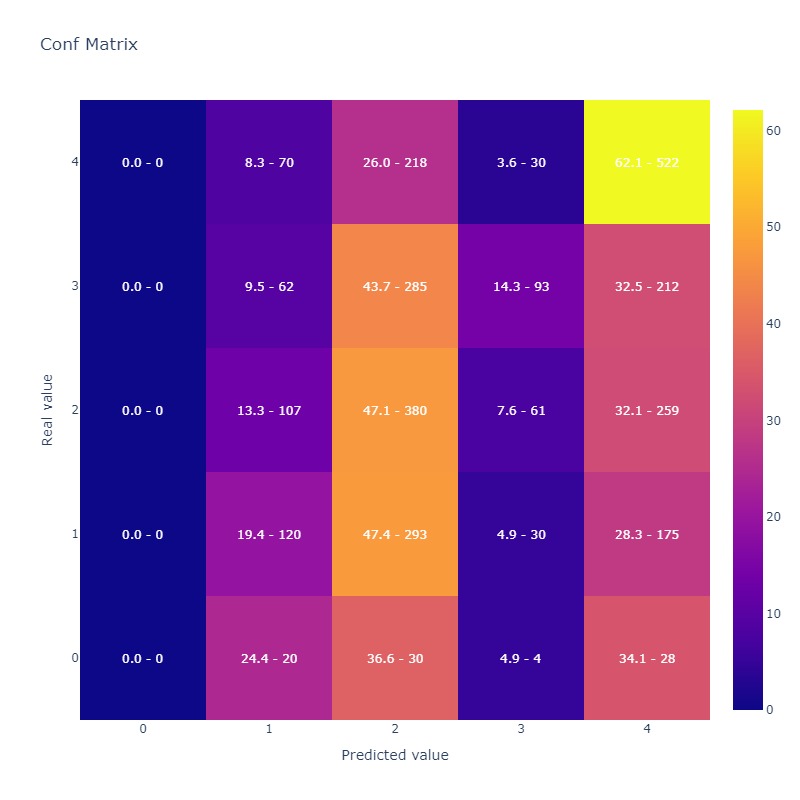 Conf Matrix
4 0.0 - 0 8.3 - 70 26.0 - 218 3.6 - 30 62.1 - 522
3 0.0 - 0 9.5 - 62 43.7 - 285 14.3 - 93 32.5 - 212
2 0.0 - 0 13.3 - 107 47.1 - 380 7.6 - 61 32.1 - 259
1 0.0 - 0 19.4 - 120 47.4 - 293 4.9 - 30 28.3 - 175
0 0.0 - 0 24.4 - 20 36.6 - 30 4.9 - 4 34.1 - 28
0 1 2 3 4
Predicted value
Real value
60
50
40
30
20
10
0